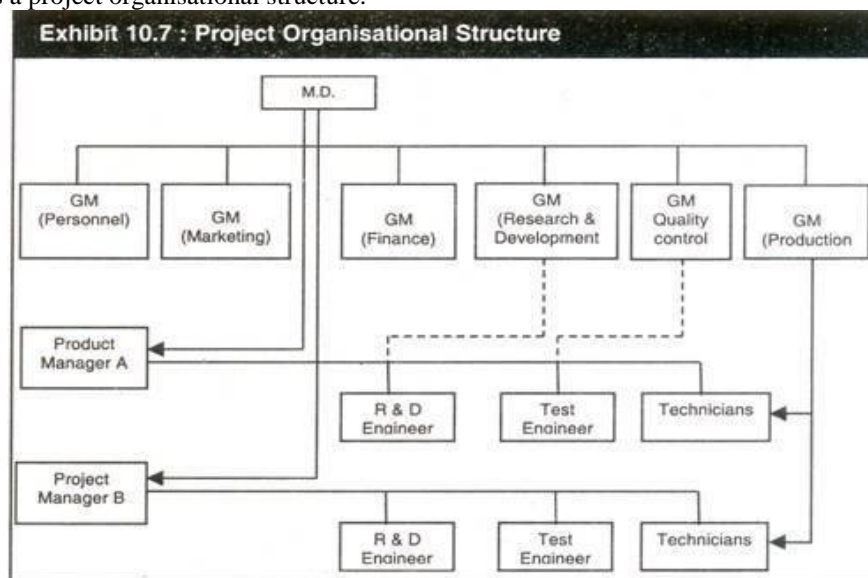 s a project organisational structure.
Exhibit 10.7 : Project Organisational Structure
M.D.
GM
(Personnel)
GM
(Marketing)
GM
(Finance)
GM
(Research &
Development
GM
Quality
control
GM
(Production
Product
Manager A
R & D
Engineer
Test
Engineer
Technicians
Project
Manager B
R & D
Engineer
Test
Engineer
Technicians